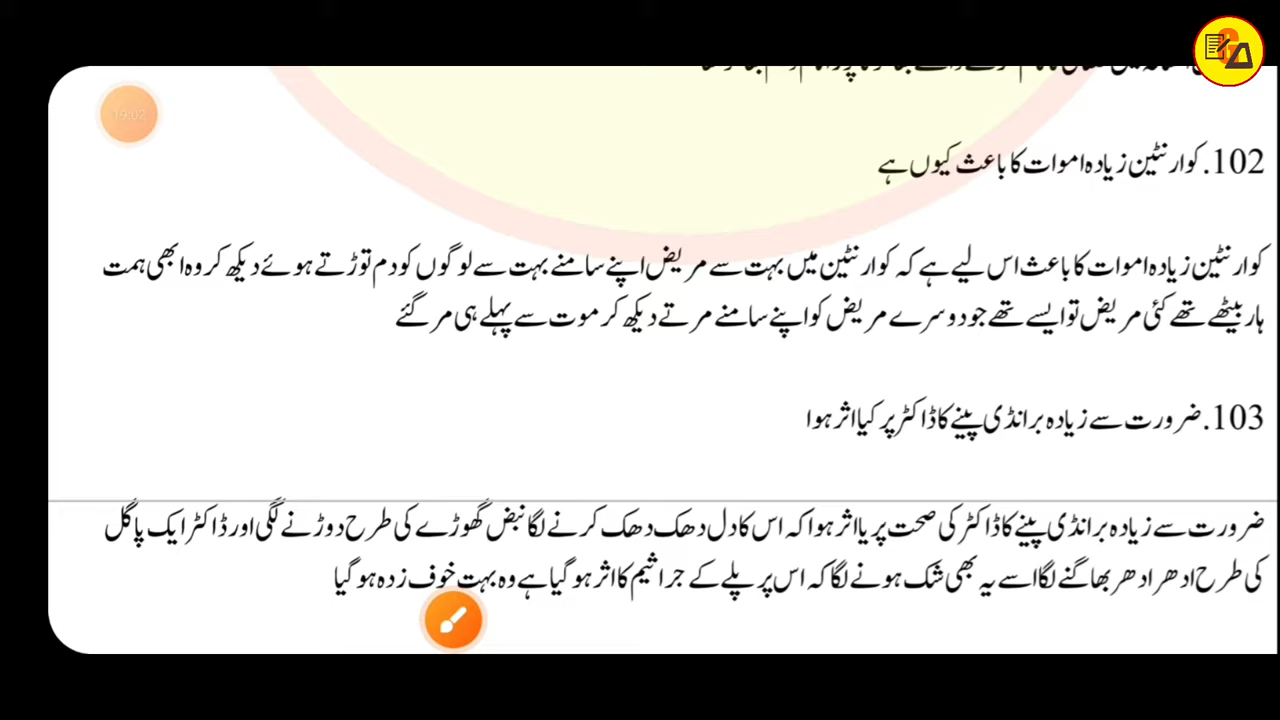 19:02
102. کوارنٹین زیادہ اموات کا باعث کیوں ہے
کوارنٹین زیادہ اموات کا باعث اس لیے ہے کہ کوارنٹین میں بہت سے مریض اپنے سامنے بہت سے لوگوں کو دم توڑتے ہوئے دیکھ کر وہ ابھی ہمت
ہار بیٹھے تھے کئی مریض تو ایسے تھے جو دوسرے مریض کو اپنے سامنے مرتے دیکھ کر موت سے پہلے ہی مر گئے
103. ضرورت سے زیادہ برانڈی پینے کا ڈاکٹر پر کیا اثر ہوا
ضرورت سے زیادہ برانڈی پینے کا ڈاکٹر کی صحت پر یا اثر ہوا کہ اس کا دل دھک دھک کرنے لگا نبض گھوڑے کی طرح دوڑنے لگی اور ڈاکٹر ایک پاگل
کی طرح ادھر ادھر بھاگنے لگا اسے یہ بھی شک ہونے لگا کہ اس پر پلے کے جراثیم کا اثر ہو گیا ہے وہ بہت خوف زدہ ہو گیا